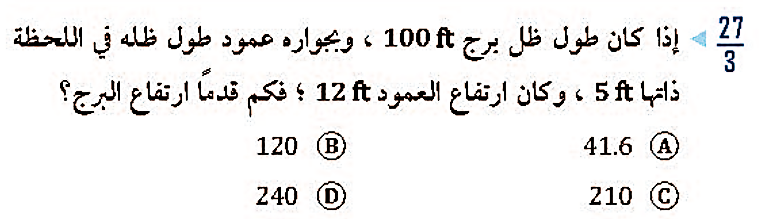 27/3 ◄ إذا كان طول ظل برج 100 ft ، وبجواره عمود طول ظله في اللحظة
ذاتها 5 ft ، وكان ارتفاع العمود 12 ft ؛ فكم قدمًا ارتفاع البرج؟
Ⓐ 41.6 Ⓑ 120
Ⓒ 210 Ⓓ 240